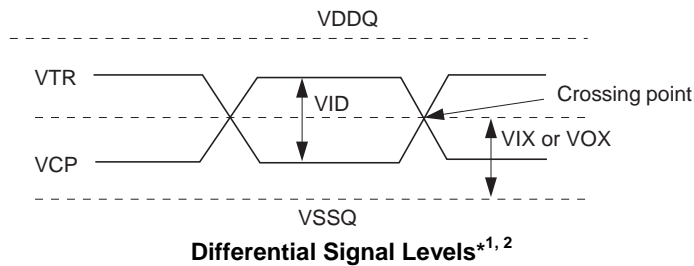 VDDQ
VTR
VID
Crossing point
VIX or VOX
VCP
VSSQ
Differential Signal Levels*1, 2